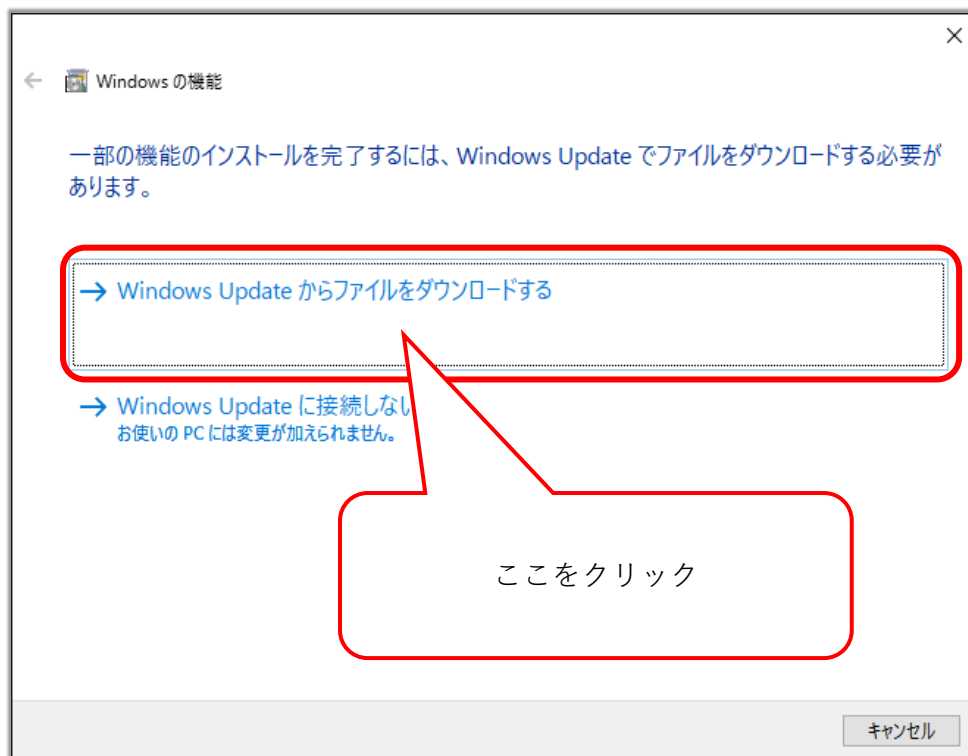 Windows の機能
一部の機能のインストールを完了するには、Windows Update でファイルをダウンロードする必要が
あります。
Windows Update からファイルをダウンロードする
Windows Update に接続しない
お使いの PC には変更が加えられません。
ここをクリック
キャンセル